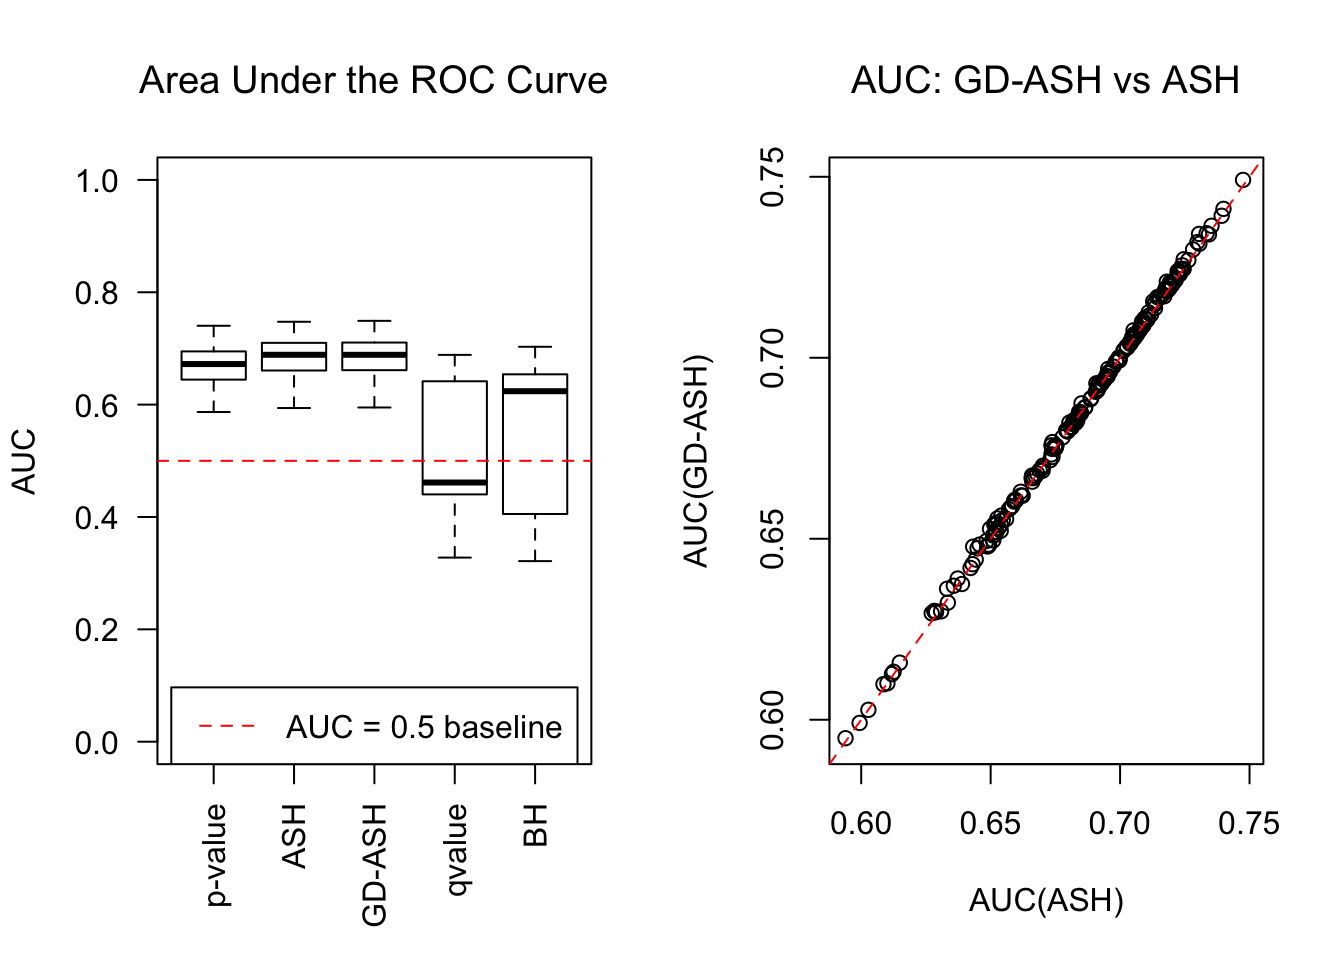 Area Under the ROC Curve
AUC
1.0
0.8
0.6
0.4
0.2
0.0
AUC = 0.5 baseline
p-value
ASH
GD-ASH
qvalue
BH
AUC: GD-ASH vs ASH
AUC(GD-ASH)
0.75
0.70
0.65
0.60
0.60 0.65 0.70 0.75
AUC(ASH)